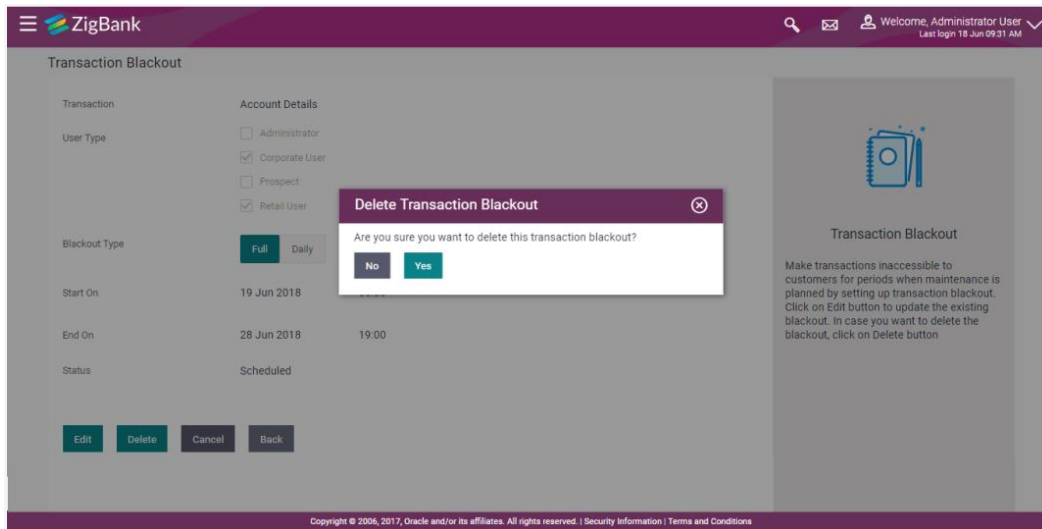 ZigBank
Welcome, Administrator User
Last login 18 Jun 09:31 AM
Transaction Blackout
Transaction Account Details
User Type Administrator
Corporate User
Prospect
Retail User
Blackout Type Full Daily
Start On 19 Jun 2018
End On 28 Jun 2018 19:00
Status Scheduled
Edit Delete Cancel Back
Delete Transaction Blackout
Are you sure you want to delete this transaction blackout?
No Yes
Transaction Blackout
Make transactions inaccessible to
customers for periods when maintenance is
planned by setting up transaction blackout.
Click on Edit button to update the existing
blackout. In case you want to delete the
blackout, click on Delete button
Copyright © 2006, 2017, Oracle and/or its affiliates. All rights reserved. | Security Information | Terms and Conditions